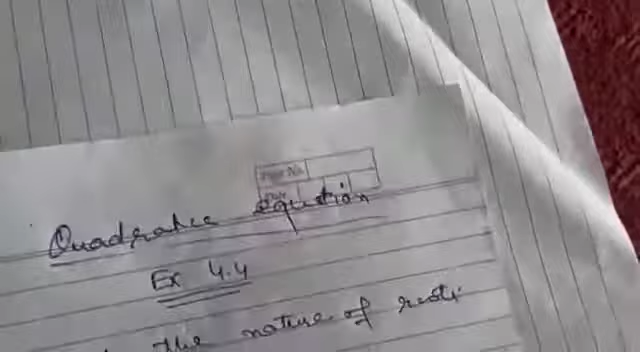 Page No.
Date
Quadratic equation
Ex 4.4
the nature of roots